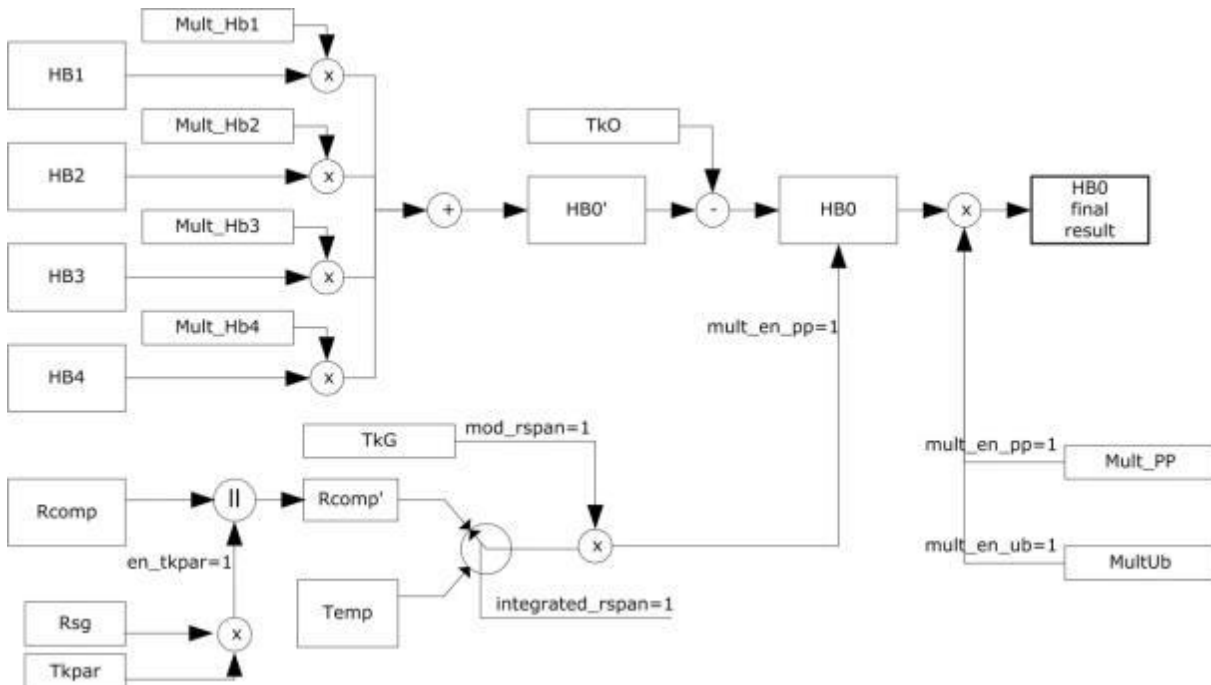 Mult_Hb1
HB1
x
Mult_Hb2
TkO
HB2
x
+
HB0'
-
HB0
x
HB0
final
result
Mult_Hb3
HB3
x
Mult_Hb4
mult_en_pp=1
HB4
x
TkG
mod_rspan=1
mult_en_pp=1
Mult_PP
Rcomp
||
Rcomp'
x
en_tkpar=1
mult_en_ub=1
MultUb
Temp
integrated_rspan=1
Rsg
x
Tkpar